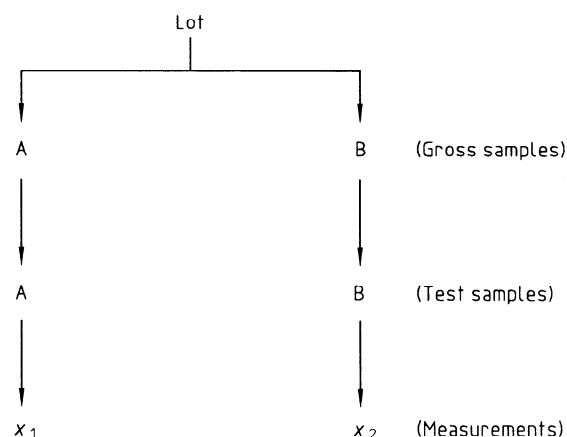 Lot
A B (Gross samples)
A B (Test samples)
x₁ x₂ (Measurements)